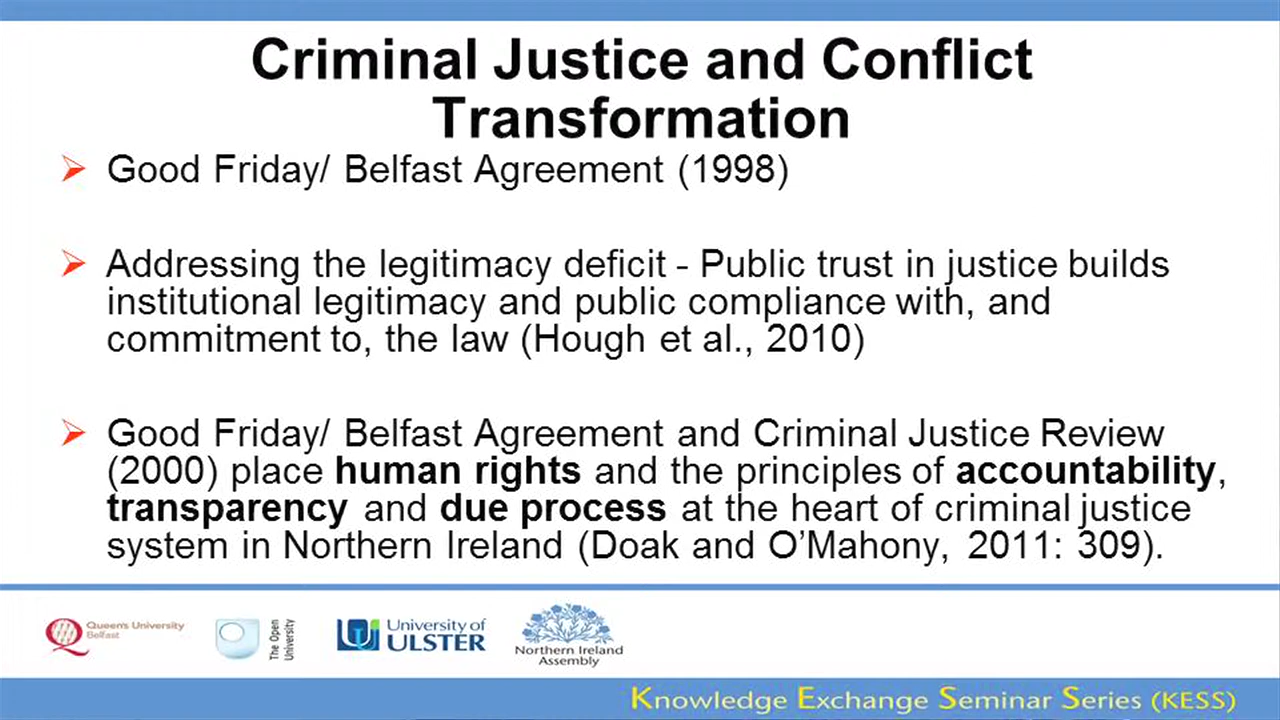 Criminal Justice and Conflict
Transformation
Good Friday/ Belfast Agreement (1998)
Addressing the legitimacy deficit - Public trust in justice builds
institutional legitimacy and public compliance with, and
commitment to, the law (Hough et al., 2010)
Good Friday/ Belfast Agreement and Criminal Justice Review
(2000) place human rights and the principles of accountability,
transparency and due process at the heart of criminal justice
system in Northern Ireland (Doak and O’Mahony, 2011: 309).
Queen's University
Belfast
The Open
University
University of
ULSTER
Northern Ireland
Assembly
Knowledge Exchange Seminar Series (KESS)